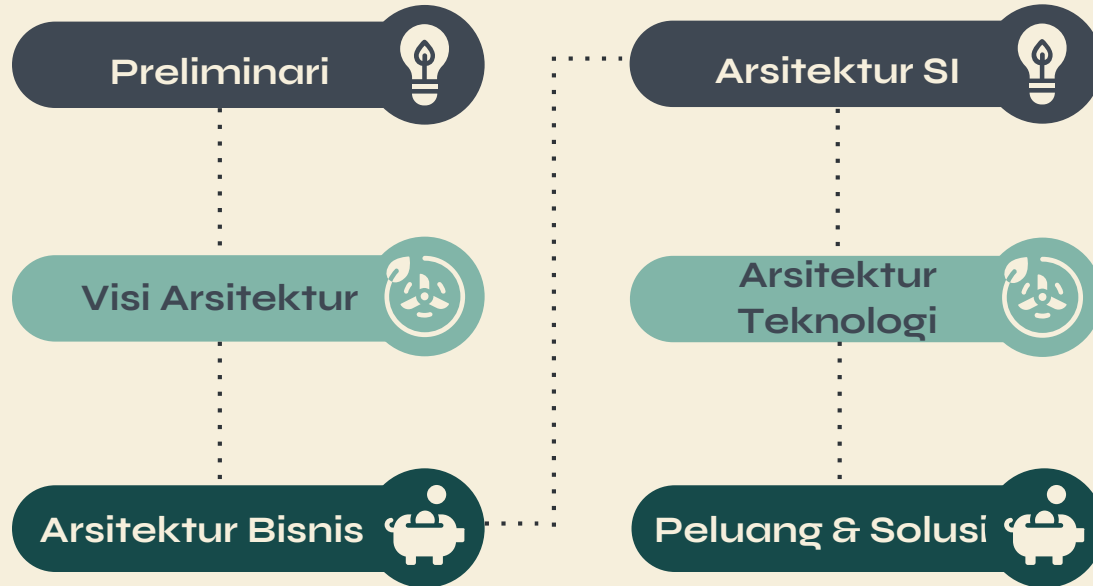 Preliminari
Visi Arsitektur
Arsitektur Bisnis
Arsitektur SI
Arsitektur
Teknologi
Peluang & Solusi